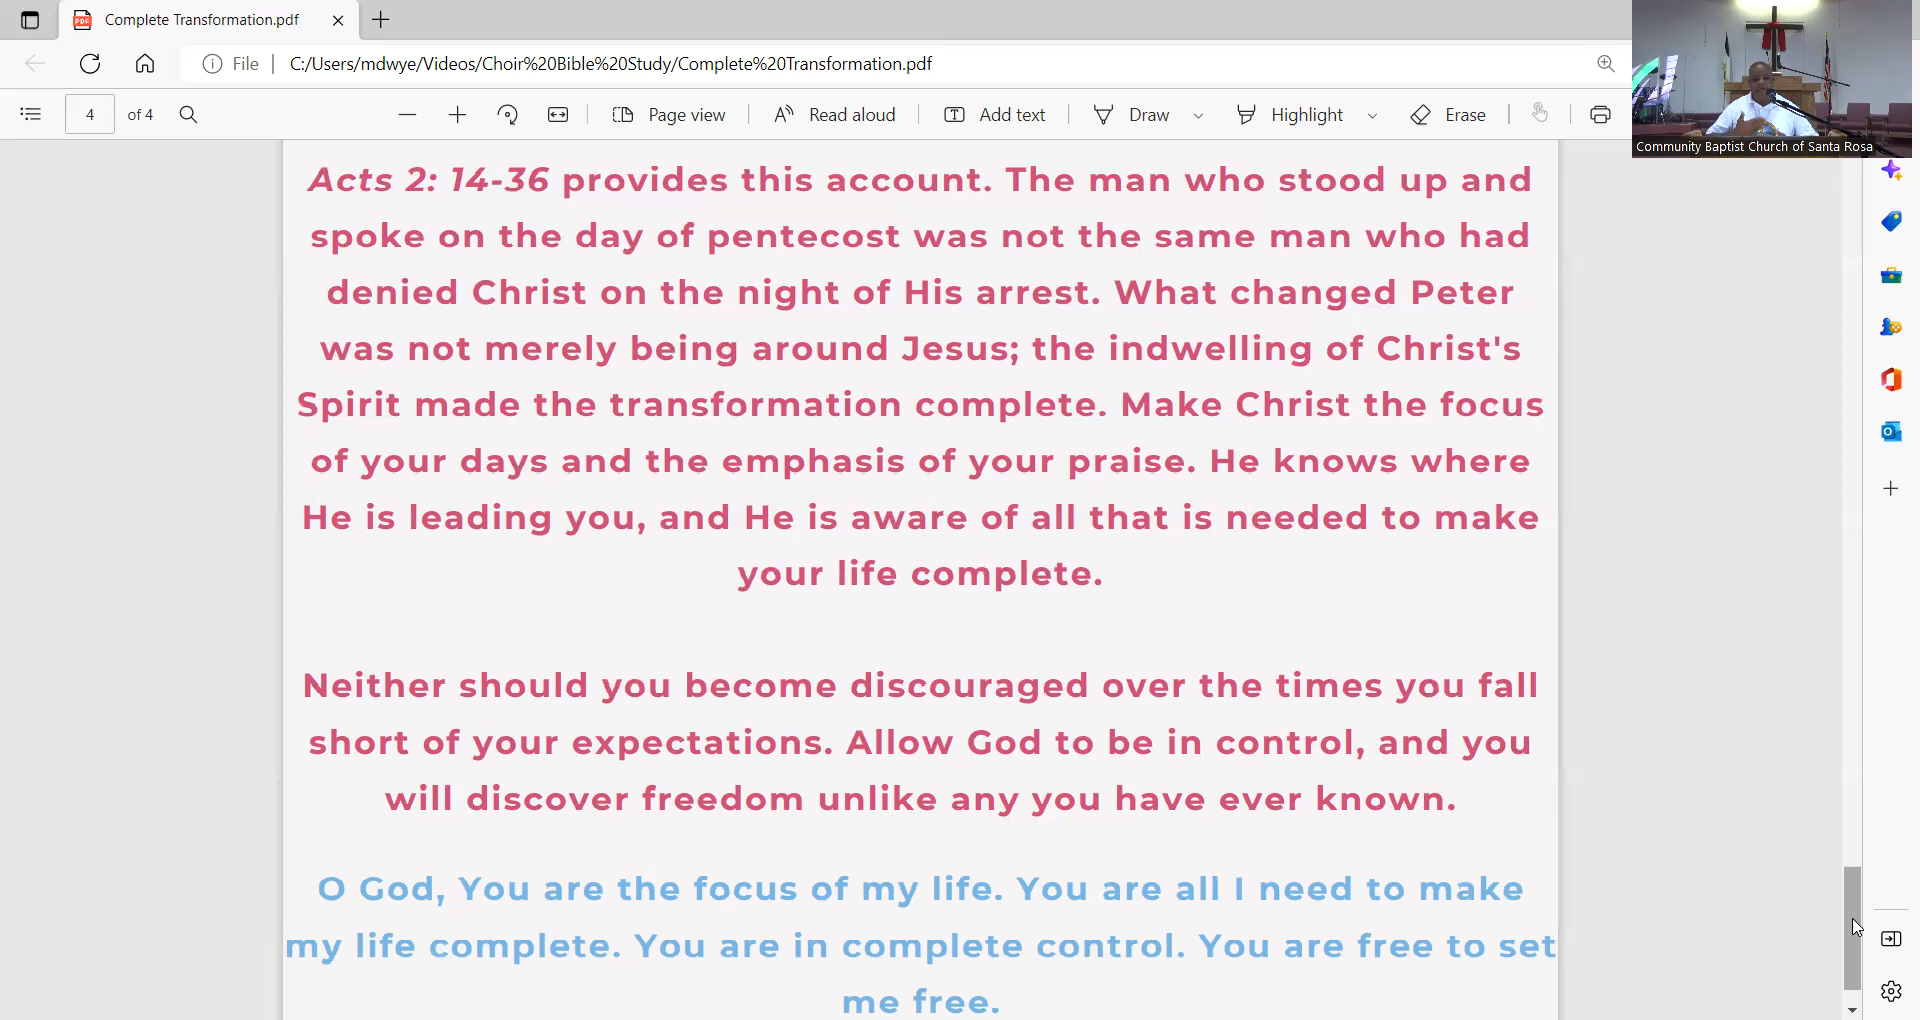 Complete Transformation.pdf
File
C:/Users/mdwye/Videos/Choir%20Bible%20Study/Complete%20Transformation.pdf
4 of 4
Page view
Read aloud
Add text
Draw
Highlight
Erase
Community Baptist Church of Santa Rosa
Acts 2: 14-36 provides this account. The man who stood up and
spoke on the day of pentecost was not the same man who had
denied Christ on the night of His arrest. What changed Peter
was not merely being around Jesus; the indwelling of Christ's
Spirit made the transformation complete. Make Christ the focus
of your days and the emphasis of your praise. He knows where
He is leading you, and He is aware of all that is needed to make
your life complete.
Neither should you become discouraged over the times you fall
short of your expectations. Allow God to be in control, and you
will discover freedom unlike any you have ever known.
O God, You are the focus of my life. You are all I need to make
my life complete. You are in complete control. You are free to set
me free.